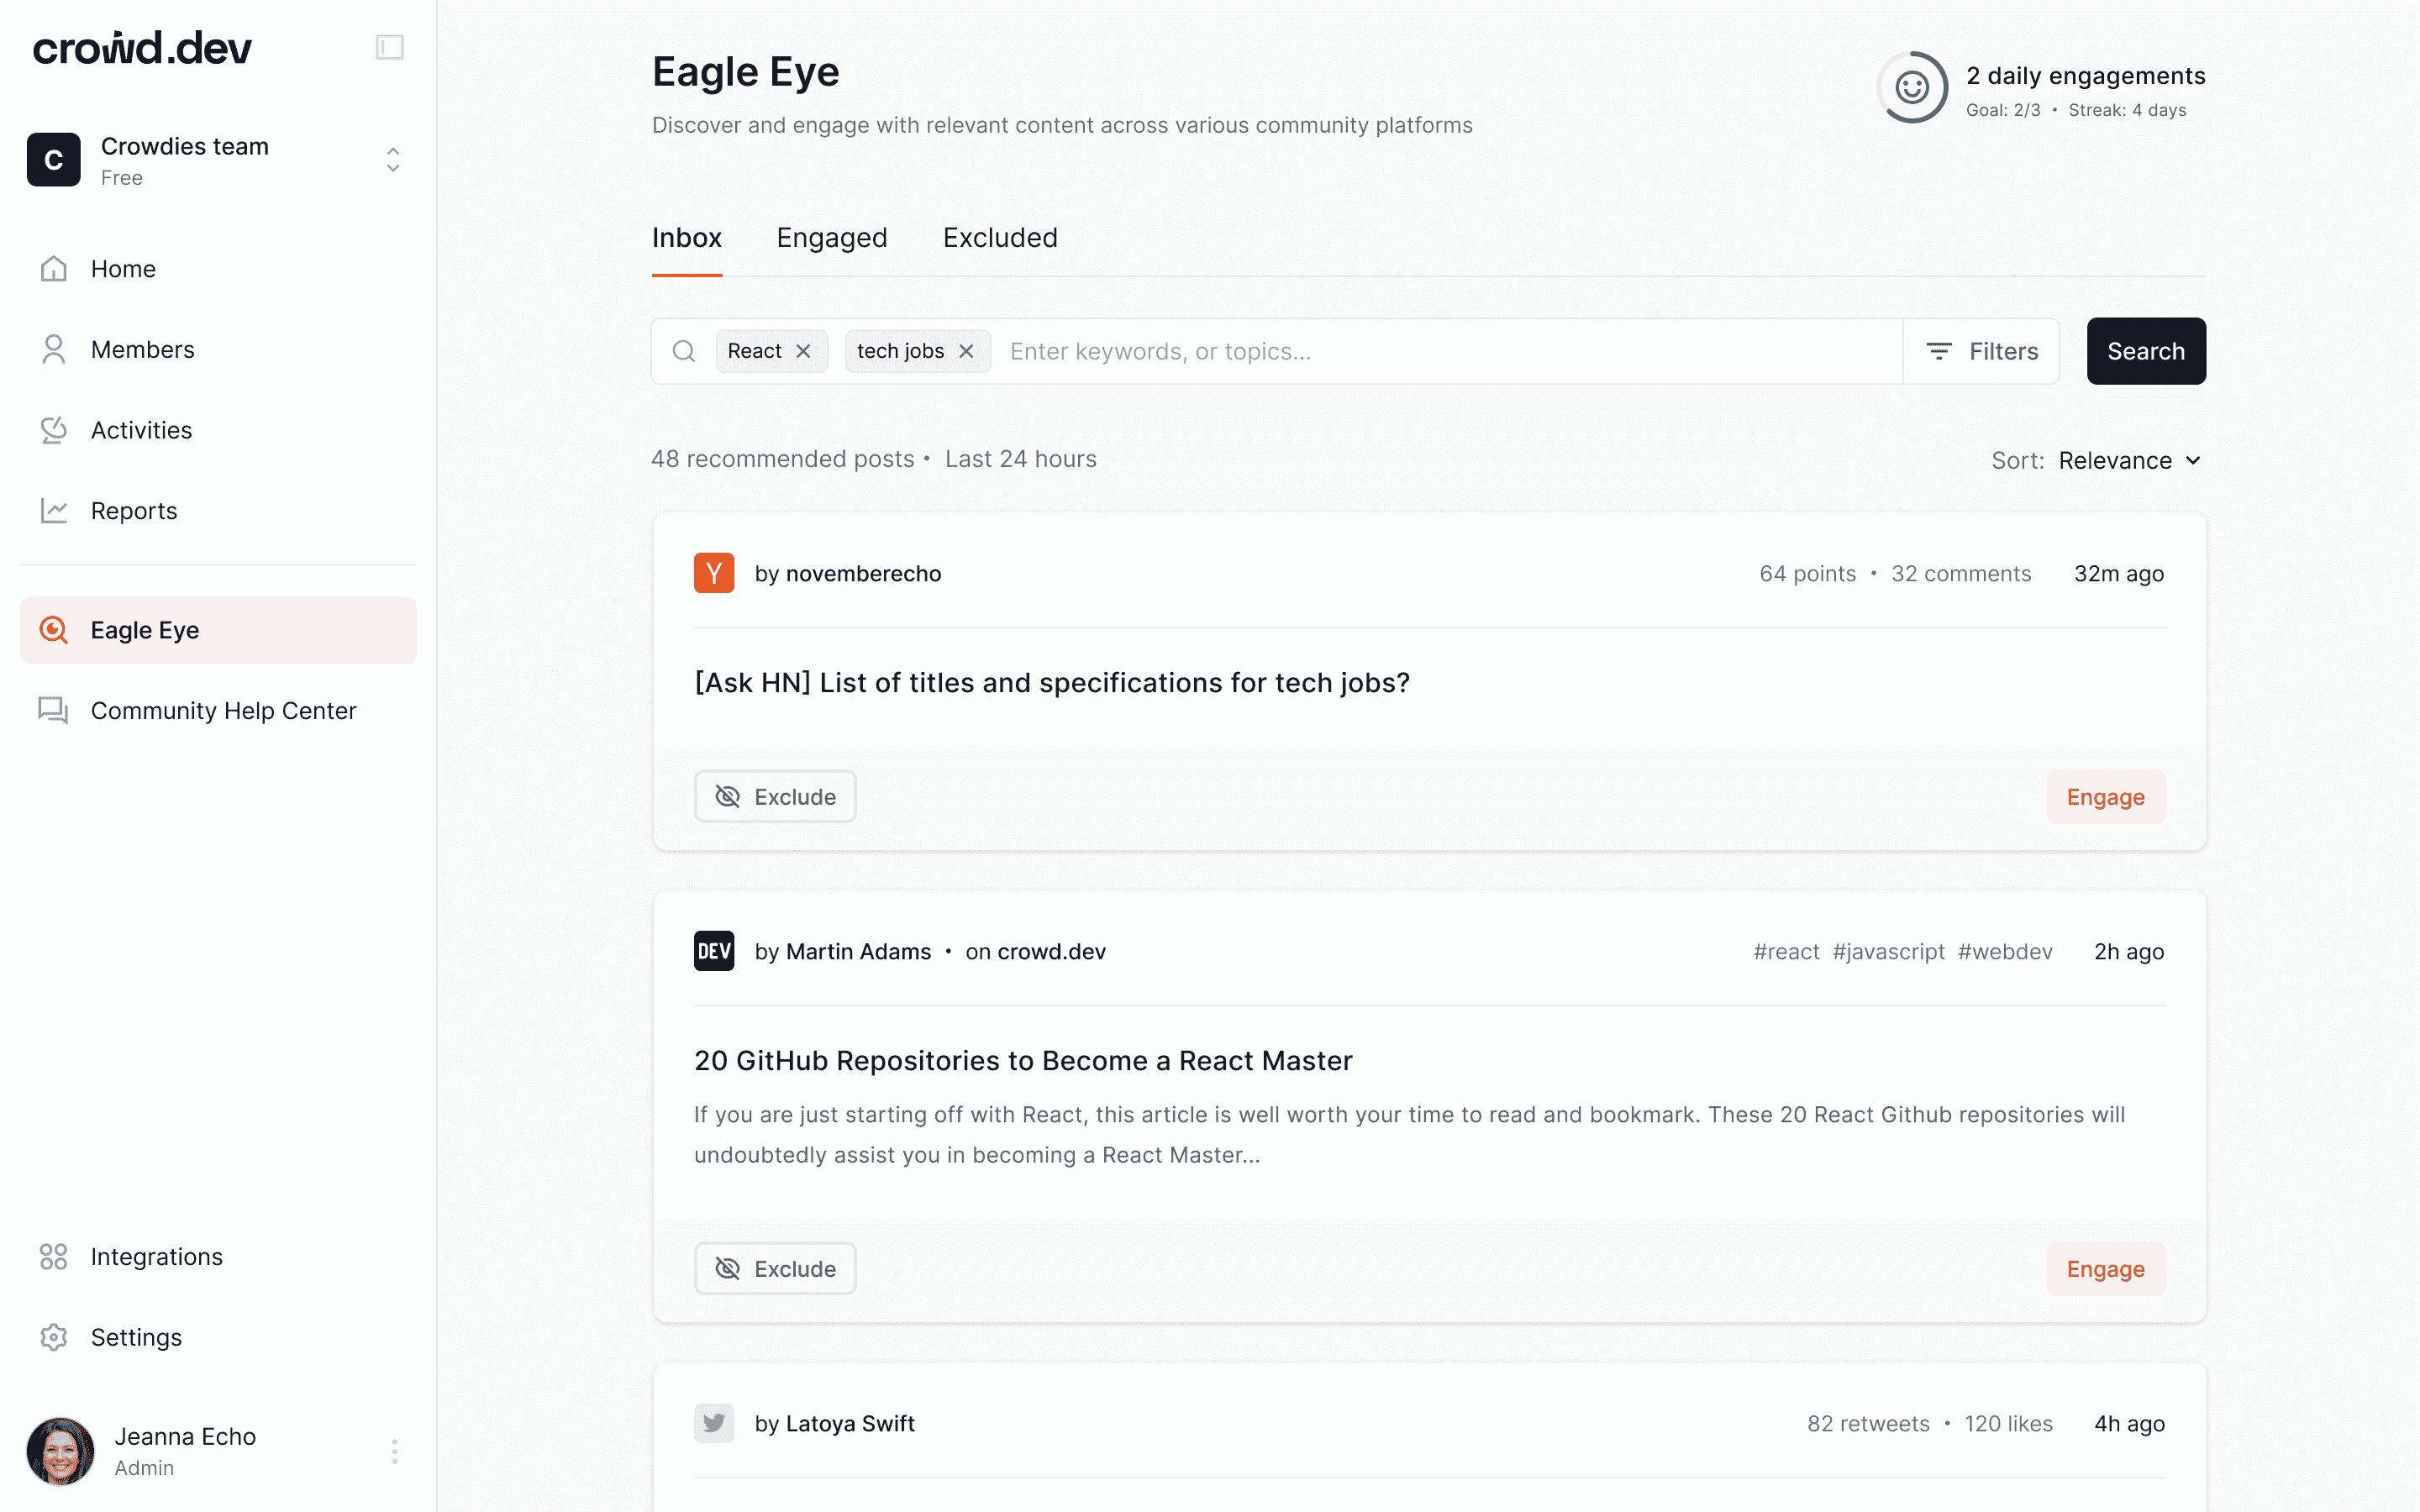 crowd.dev
C
Crowdies team
Free
Home
Members
Activities
Reports
Eagle Eye
Community Help Center
Integrations
Settings
Jeanna Echo
Admin
Eagle Eye
Discover and engage with relevant content across various community platforms
2 daily engagements
Goal: 2/3 • Streak: 4 days
Inbox Engaged Excluded
React tech jobs Enter keywords, or topics... Filters Search
48 recommended posts • Last 24 hours Sort: Relevance
Y by novemberecho 64 points • 32 comments 32m ago
[Ask HN] List of titles and specifications for tech jobs?
Exclude Engage
DEV by Martin Adams • on crowd.dev #react #javascript #webdev 2h ago
20 GitHub Repositories to Become a React Master
If you are just starting off with React, this article is well worth your time to read and bookmark. These 20 React Github repositories will
undoubtedly assist you in becoming a React Master...
Exclude Engage
by Latoya Swift 82 retweets • 120 likes 4h ago